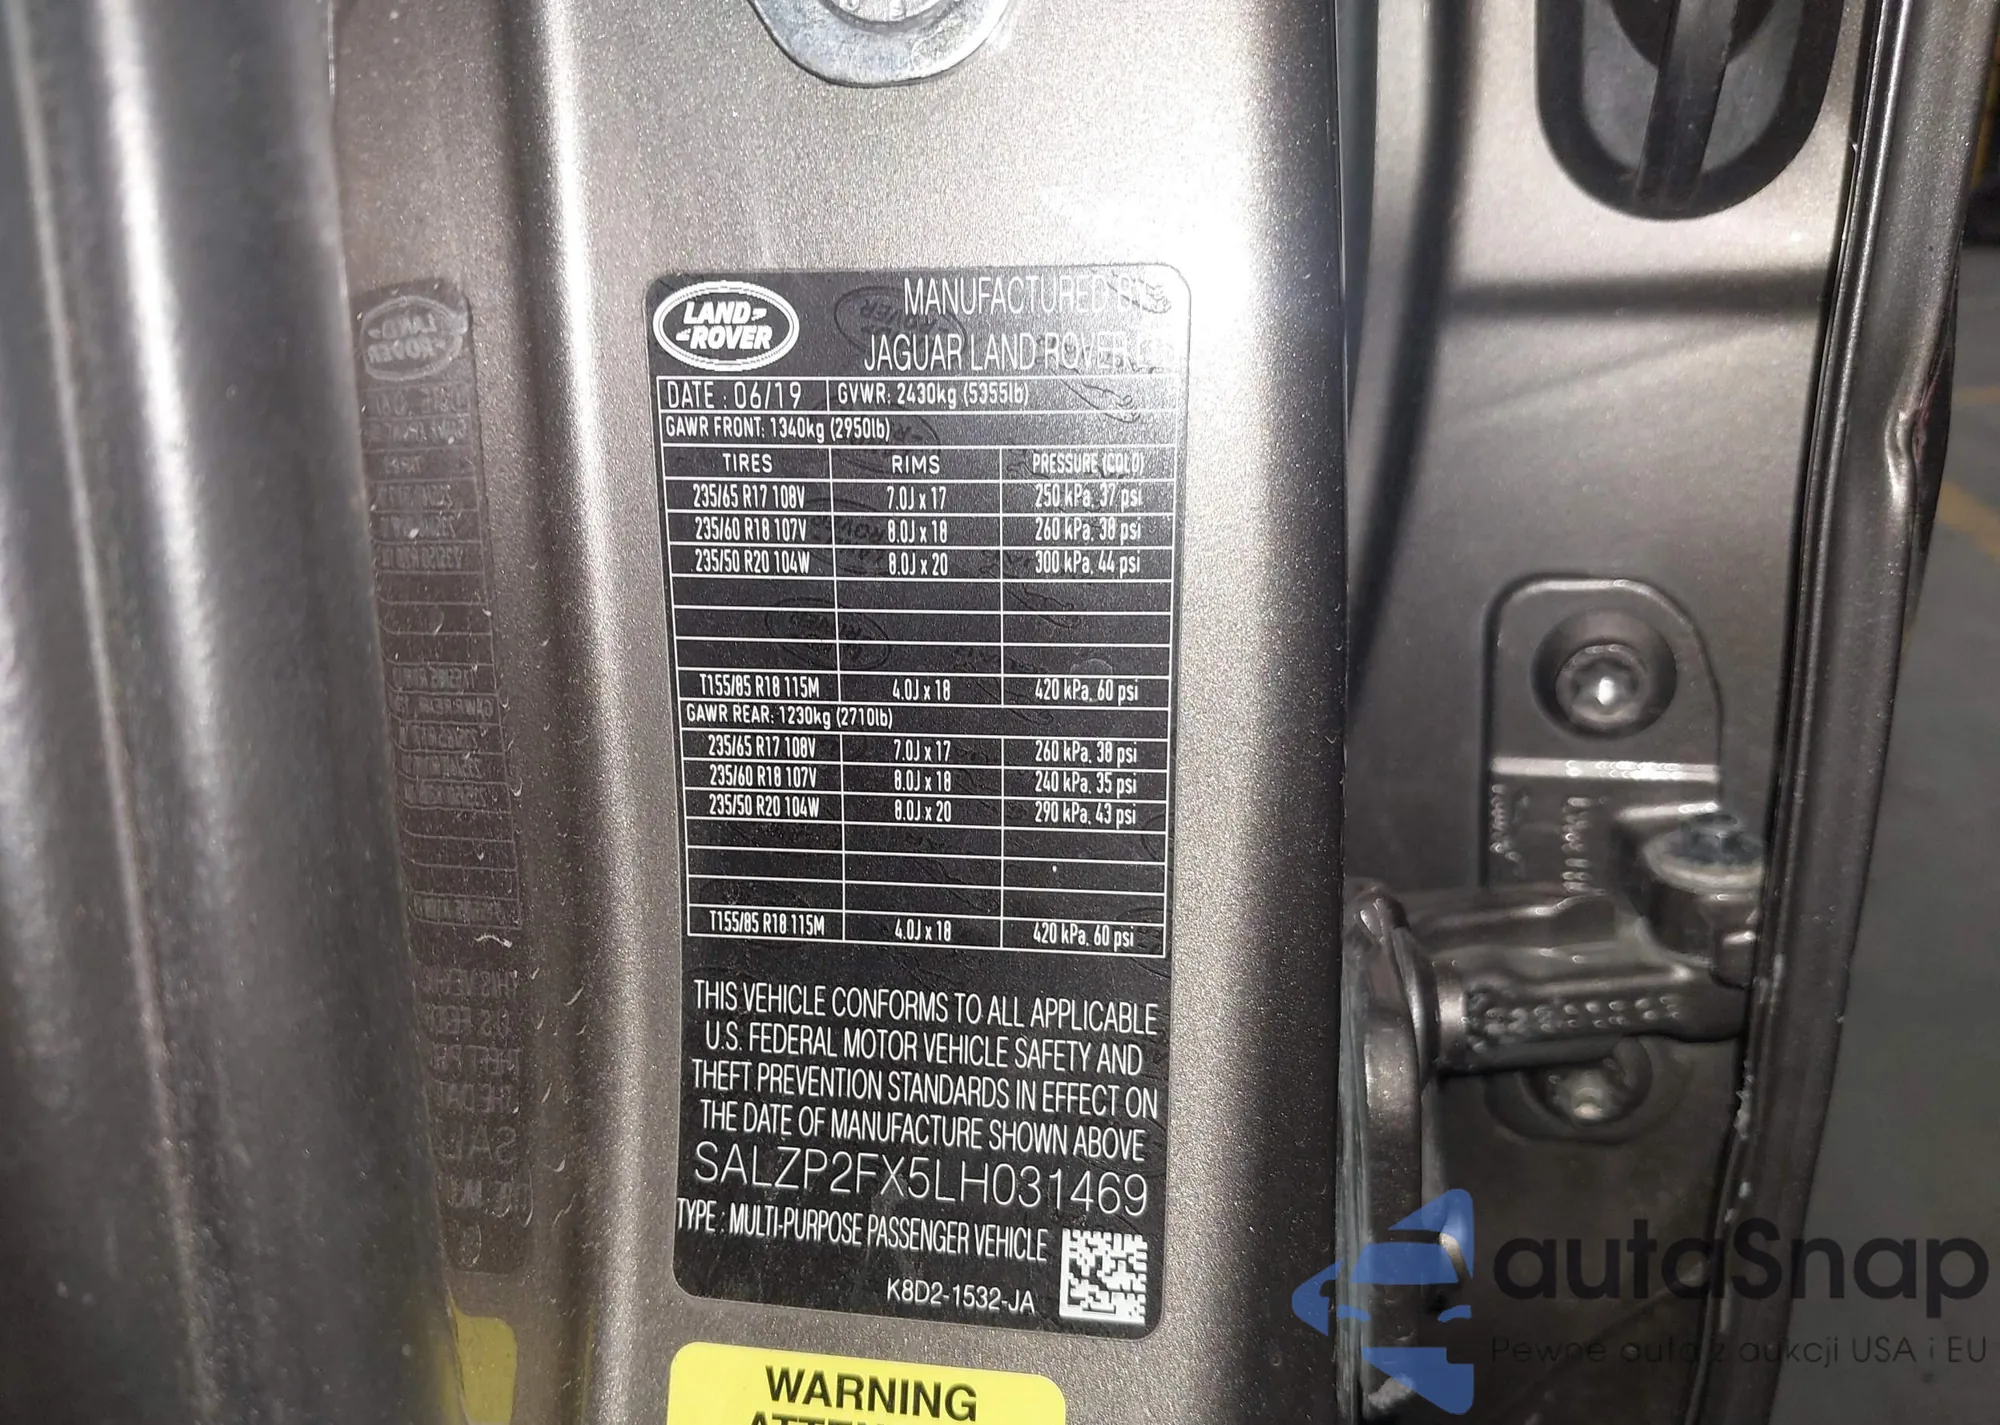 LAND
ROVER
MANUFACTURED BY
JAGUAR LAND ROVER
DATE : 06/19 GVWR: 2430kg (5355lb)
GAWR FRONT: 1340kg (2950lb)
TIRES RIMS PRESSURE (COLD)
235/65 R17 108V 7.0J x 17 250 kPa, 37 psi
235/60 R18 107V 8.0J x 18 260 kPa, 38 psi
235/50 R20 104W 8.0J x 20 300 kPa, 44 psi
T155/85 R18 115M 4.0J x 18 420 kPa, 60 psi
GAWR REAR: 1230kg (2710lb)
235/65 R17 108V 7.0J x 17 260 kPa, 38 psi
235/60 R18 107V 8.0J x 18 240 kPa, 35 psi
235/50 R20 104W 8.0J x 20 290 kPa, 43 psi
T155/85 R18 115M 4.0J x 18 420 kPa, 60 psi
THIS VEHICLE CONFORMS TO ALL APPLICABLE
U.S. FEDERAL MOTOR VEHICLE SAFETY AND
THEFT PREVENTION STANDARDS IN EFFECT ON
THE DATE OF MANUFACTURE SHOWN ABOVE
SALZP2FX5LH031469
TYPE : MULTI-PURPOSE PASSENGER VEHICLE
K8D2-1532-JA
WARNING
autaSnap
Pewne auta z aukcji USA i EU